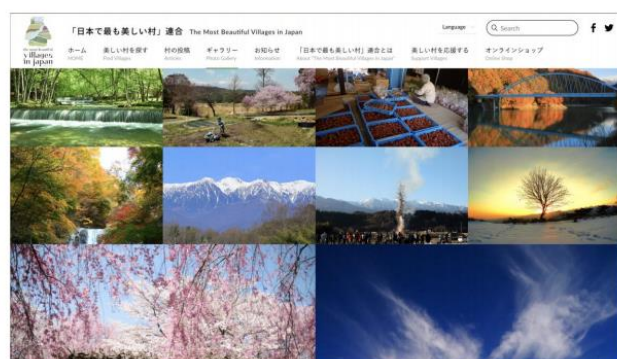 「日本で最も美しい村」連合 The Most Beautiful Villages in Japan
Language
Search
villages
in japan
ホーム 美しい村を探す 村の投稿 ギャラリー お知らせ 「日本で最も美しい村」連合とは 美しい村を応援する オンラインショップ
HOME Find Villages Articles Photo Gallery Information About "The Most Beautiful Villages in Japan" Support Villages Online Shop